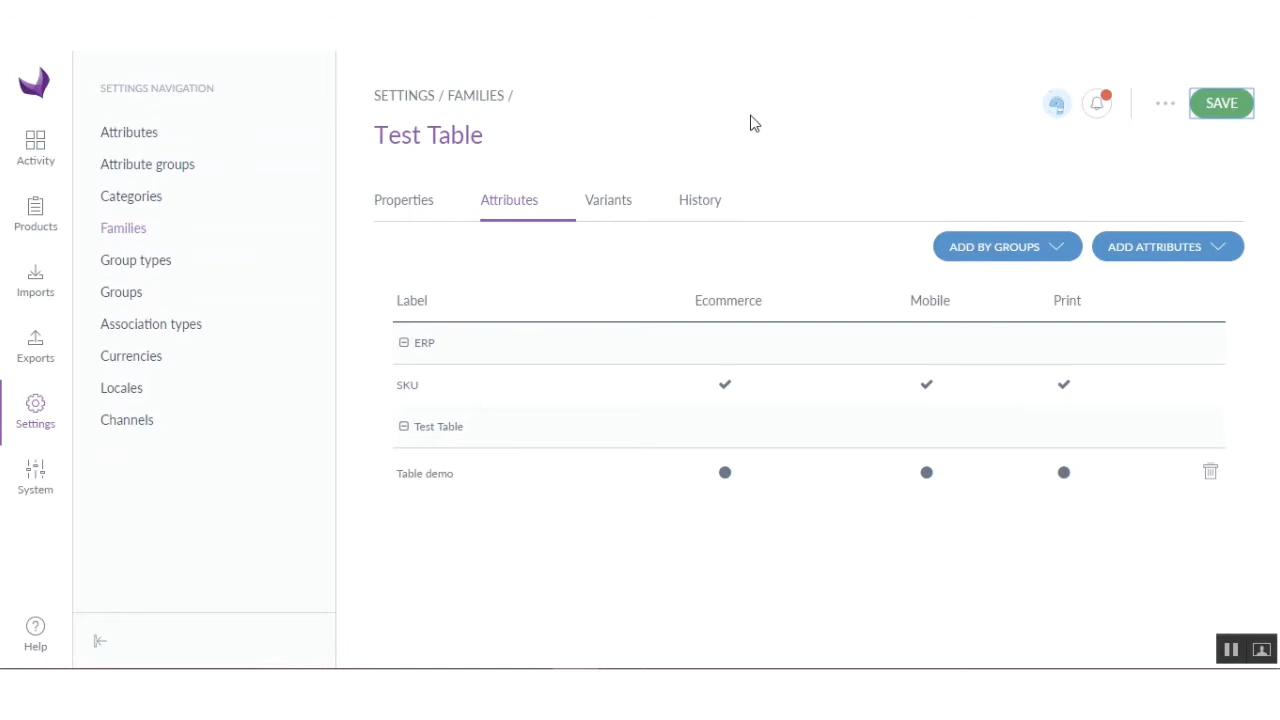 Activity
Products
Imports
Exports
Settings
System
Help
SETTINGS NAVIGATION
Attributes
Attribute groups
Categories
Families
Group types
Groups
Association types
Currencies
Locales
Channels
SETTINGS / FAMILIES /
Test Table
SAVE
Properties Attributes Variants History
ADD BY GROUPS ADD ATTRIBUTES
Label Ecommerce Mobile Print
ERP
SKU
Test Table
Table demo